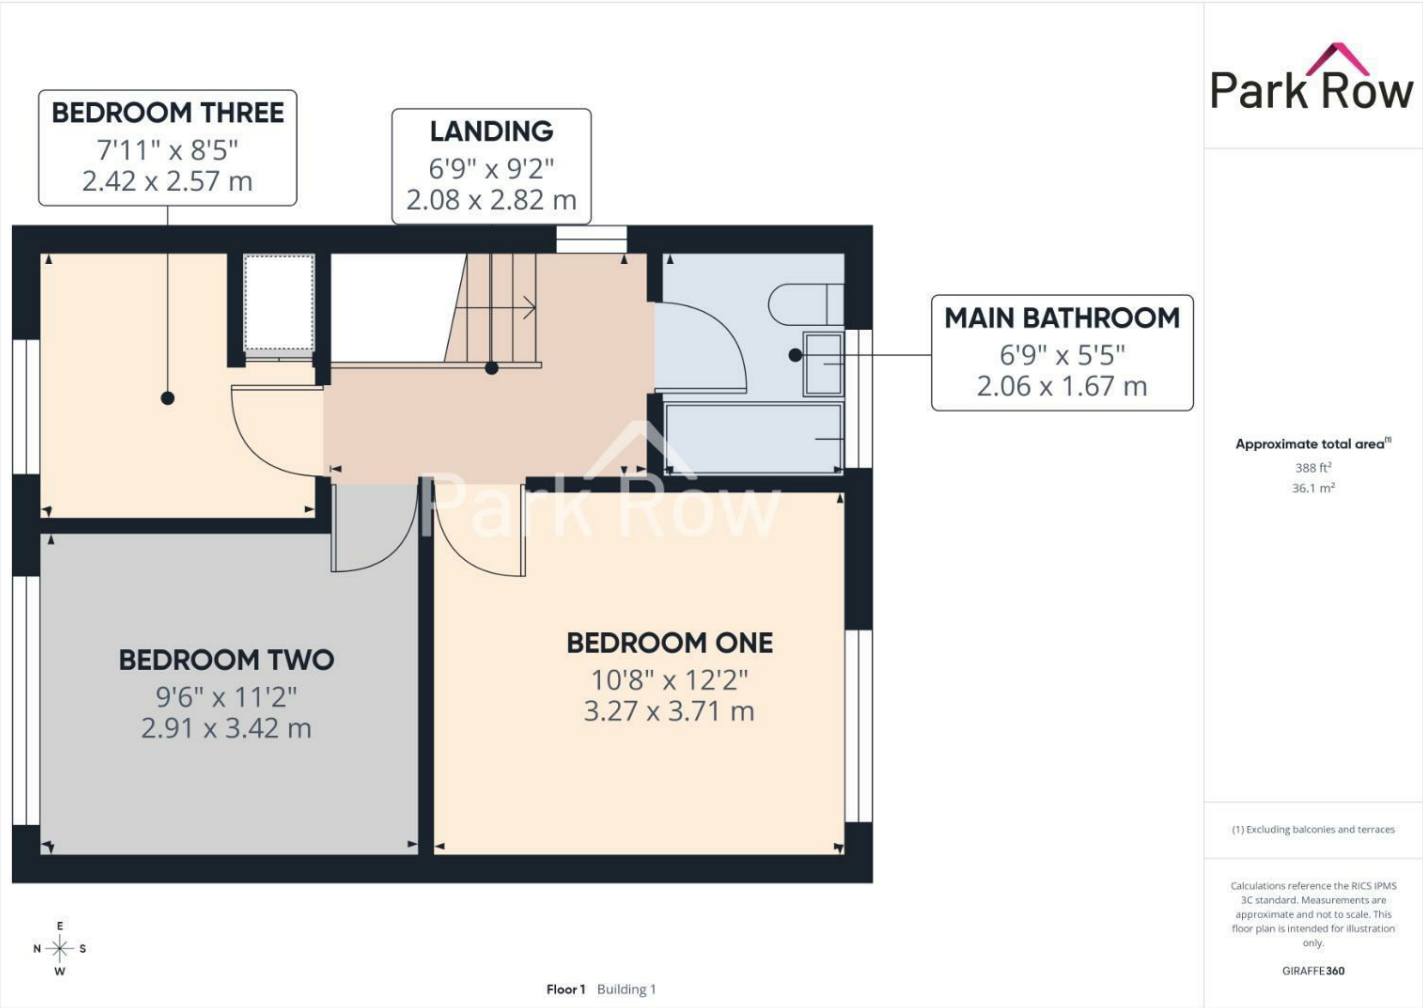 Park Row
BEDROOM THREE
7'11" x 8'5"
2.42 x 2.57 m
LANDING
6'9" x 9'2"
2.08 x 2.82 m
MAIN BATHROOM
6'9" x 5'5"
2.06 x 1.67 m
Park Row
BEDROOM TWO
9'6" x 11'2"
2.91 x 3.42 m
BEDROOM ONE
10'8" x 12'2"
3.27 x 3.71 m
Approximate total area(1)
388 ft²
36.1 m²
(1) Excluding balconies and terraces
Calculations reference the RICS IPMS
3C standard. Measurements are
approximate and not to scale. This
floor plan is intended for illustration
only.
GIRAFFE360
E
N S
W
Floor 1 Building 1